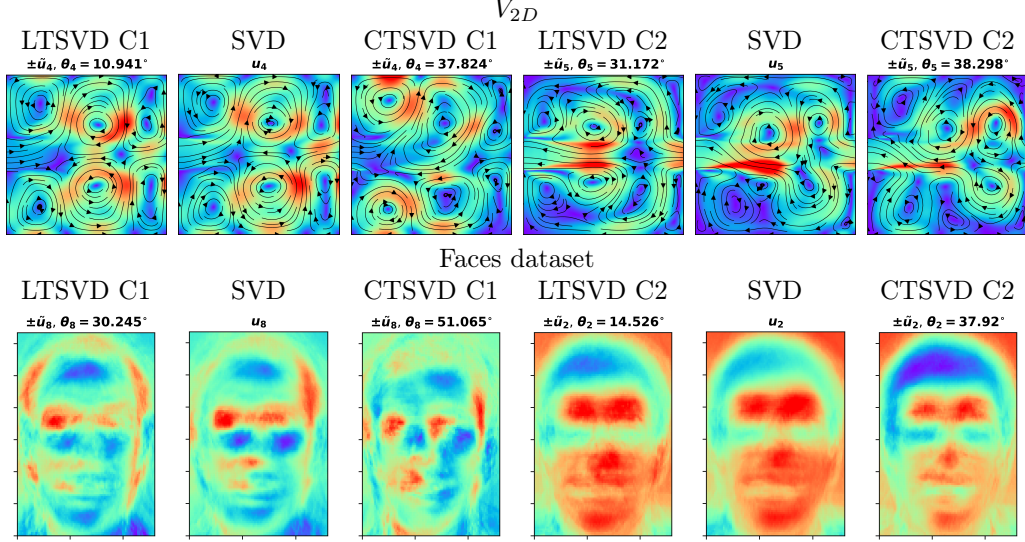 V2D
LTSVD C1 SVD CTSVD C1 LTSVD C2 SVD CTSVD C2
±ũ4, θ4 = 10.941° u4 ±ũ4, θ4 = 37.824° ±ũ5, θ5 = 31.172° u5 ±ũ5, θ5 = 38.298°
Faces dataset
LTSVD C1 SVD CTSVD C1 LTSVD C2 SVD CTSVD C2
±ũ8, θ8 = 30.245° u8 ±ũ8, θ8 = 51.065° ±ũ2, θ2 = 14.526° u2 ±ũ2, θ2 = 37.92°